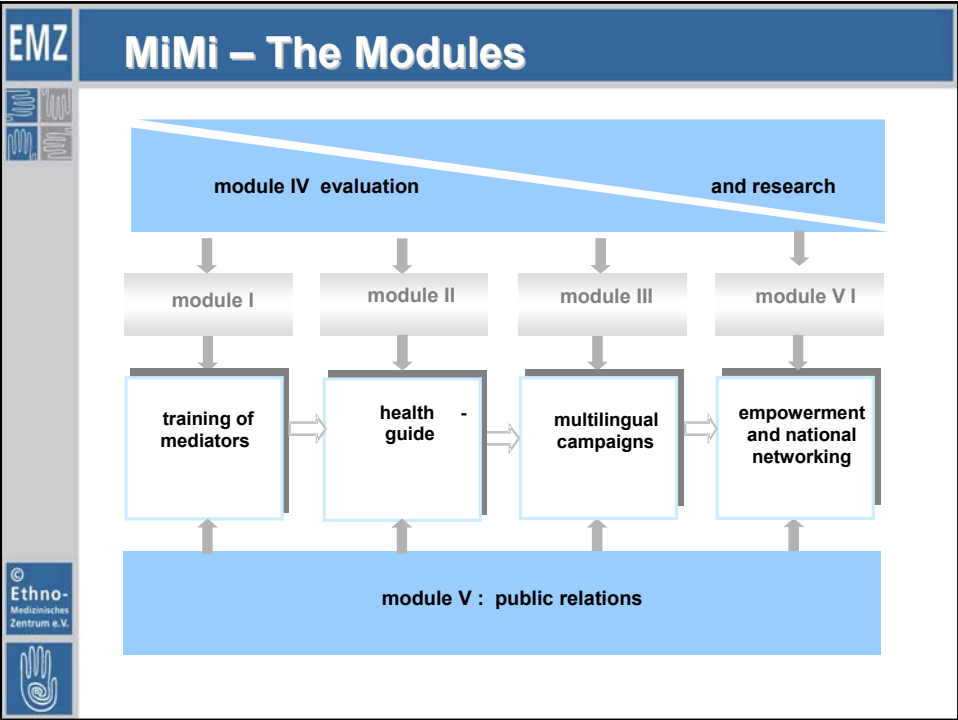 EMZ
MiMi – The Modules
module IV evaluation and research
module I
module II
module III
module V I
training of
mediators
health -
guide
multilingual
campaigns
empowerment
and national
networking
module V : public relations
©
Ethno-
Medizinisches
Zentrum e.V.